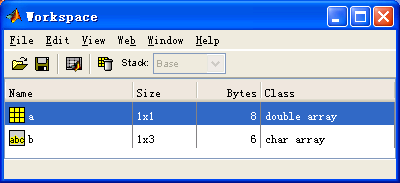 Workspace
File Edit View Web Window Help
Stack: Base
Name Size Bytes Class
a 1x1 8 double array
abc b 1x3 6 char array